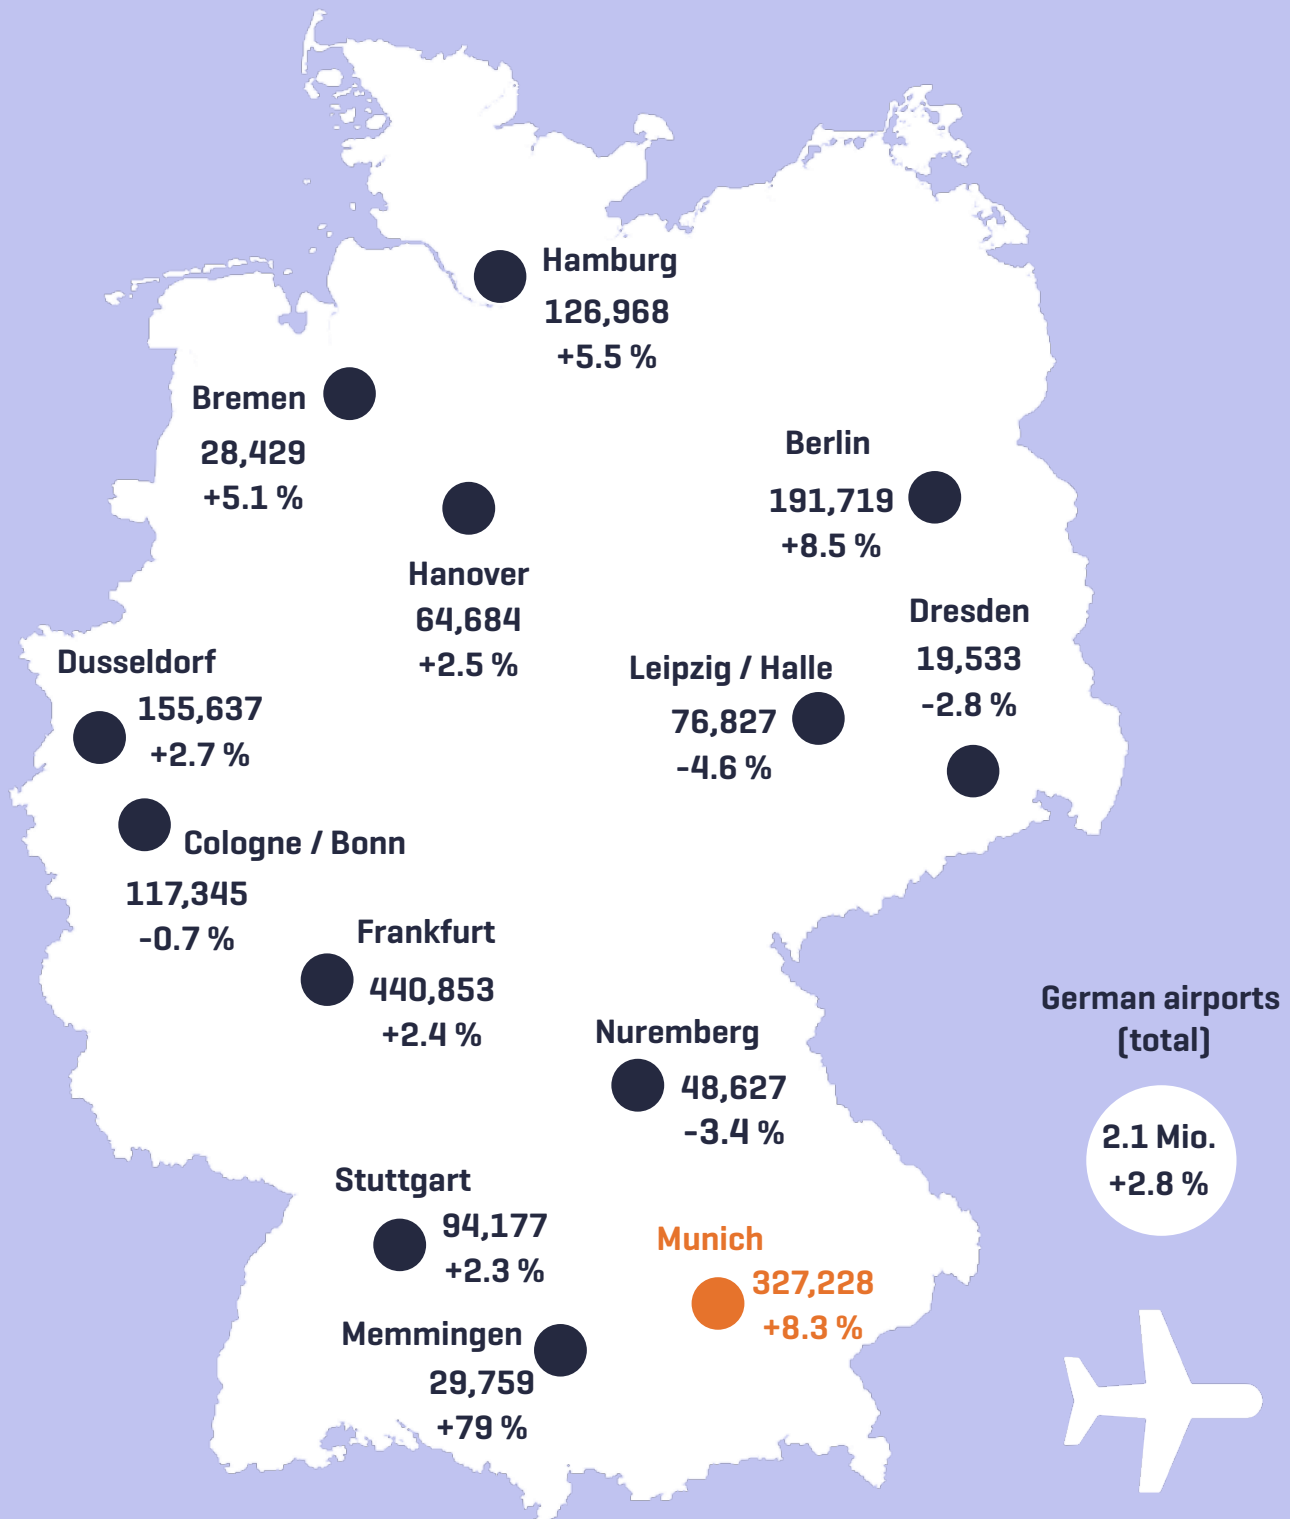 Hamburg
126,968
+5.5 %
Bremen
28,429
+5.1 %
Berlin
191,719
+8.5 %
Hanover
64,684
+2.5 %
Dresden
19,533
-2.8 %
Dusseldorf
155,637
+2.7 %
Leipzig / Halle
76,827
-4.6 %
Cologne / Bonn
117,345
-0.7 %
Frankfurt
440,853
+2.4 %
German airports
(total)
2.1 Mio.
+2.8 %
Nuremberg
48,627
-3.4 %
Stuttgart
94,177
+2.3 %
Munich
327,228
+8.3 %
Memmingen
29,759
+79 %